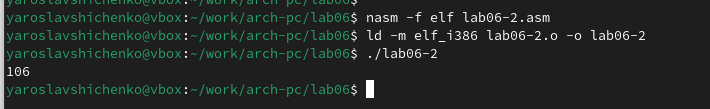 yaroslavshichenko@vbox:~/work/arch-pc/lab06$ nasm -f elf lab06-2.asm
yaroslavshichenko@vbox:~/work/arch-pc/lab06$ ld -m elf_i386 lab06-2.o -o lab06-2
yaroslavshichenko@vbox:~/work/arch-pc/lab06$ ./lab06-2
106
yaroslavshichenko@vbox:~/work/arch-pc/lab06$